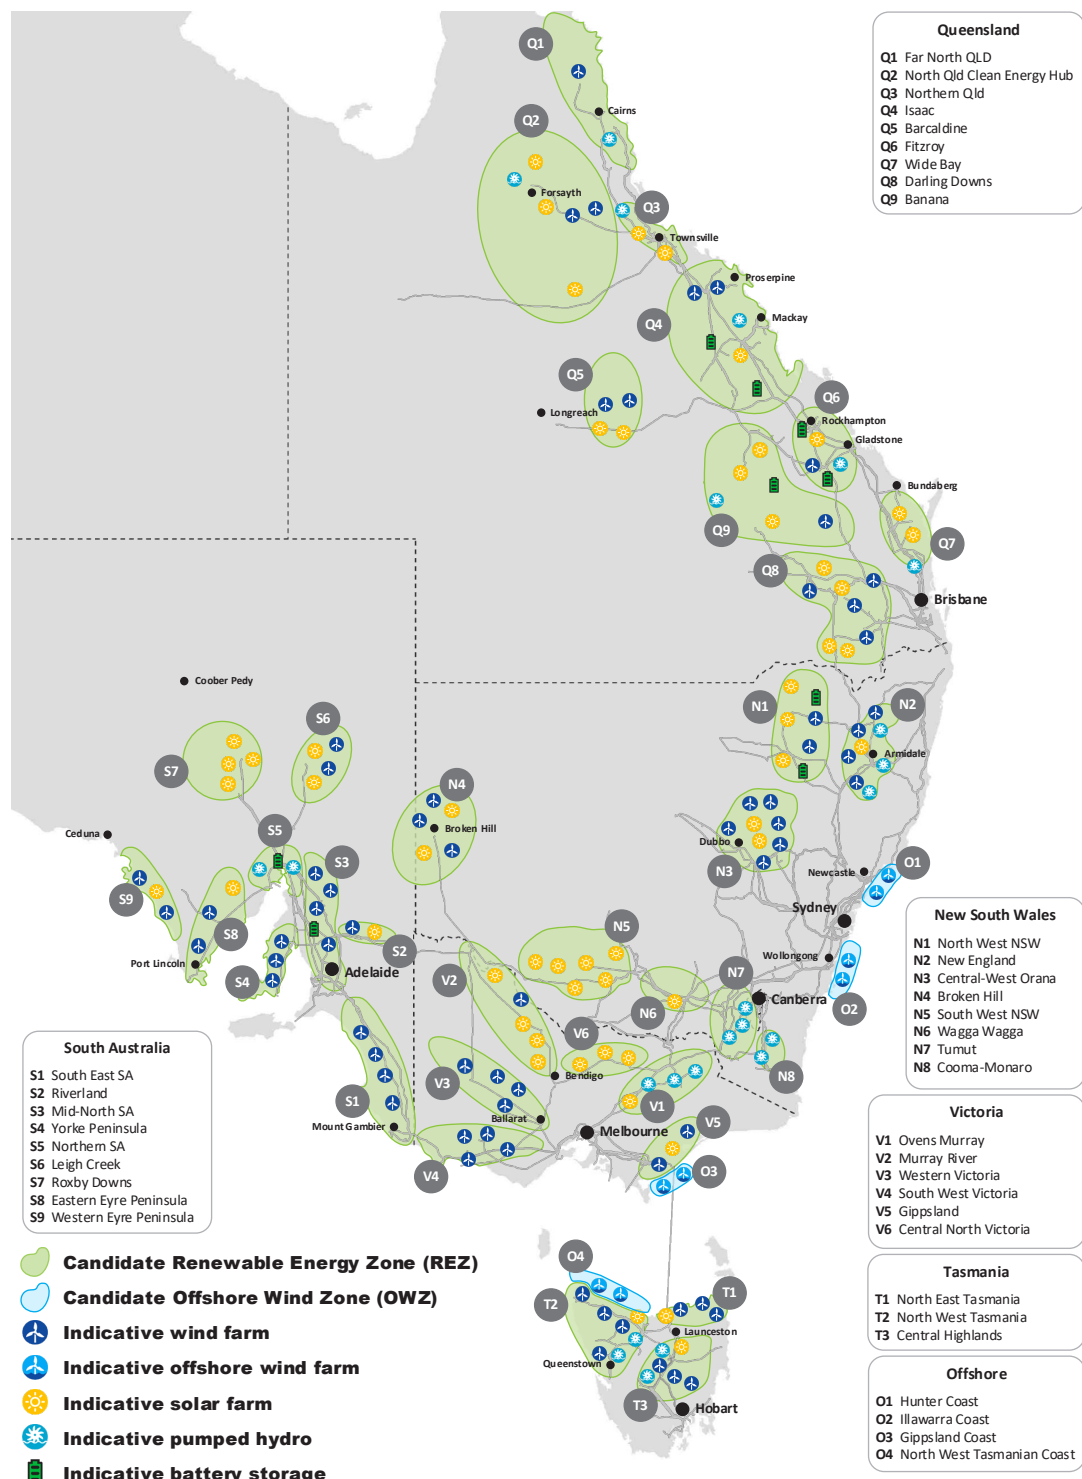 Queensland
Q1 Far North QLD
Q2 North Qld Clean Energy Hub
Q3 Northern Qld
Q4 Isaac
Q5 Barcaldine
Q6 Fitzroy
Q7 Wide Bay
Q8 Darling Downs
Q9 Banana
Q1
Cairns
Q2
Forsayth
Q3
Townsville
Proserpine
Q4
Mackay
Q5
Longreach
Q6
Rockhampton
Gladstone
Bundaberg
Q9
Q7
Q8
Brisbane
Coober Pedy
N1
N2
Armidale
S6
S7
N4
Broken Hill
Ceduna
S5
S3
Dubbo
N3
Newcastle
O1
S9
S8
Sydney
N5
S2
Port Lincoln
Adelaide
S4
Wollongong
V2
N7
Canberra
N6
O2
V6
N8
Bendigo
V3
S1
V1
Ballarat
Mount Gambier
Melbourne
V5
V4
O3
New South Wales
N1 North West NSW
N2 New England
N3 Central-West Orana
N4 Broken Hill
N5 South West NSW
N6 Wagga Wagga
N7 Tumut
N8 Cooma-Monaro
South Australia
S1 South East SA
S2 Riverland
S3 Mid-North SA
S4 Yorke Peninsula
S5 Northern SA
S6 Leigh Creek
S7 Roxby Downs
S8 Eastern Eyre Peninsula
S9 Western Eyre Peninsula
Victoria
V1 Ovens Murray
V2 Murray River
V3 Western Victoria
V4 South West Victoria
V5 Gippsland
V6 Central North Victoria
O4
T2
T1
Launceston
Queenstown
T3
Hobart
Tasmania
T1 North East Tasmania
T2 North West Tasmania
T3 Central Highlands
Offshore
O1 Hunter Coast
O2 Illawarra Coast
O3 Gippsland Coast
O4 North West Tasmanian Coast
Candidate Renewable Energy Zone (REZ)
Candidate Offshore Wind Zone (OWZ)
Indicative wind farm
Indicative offshore wind farm
Indicative solar farm
Indicative pumped hydro
Indicative battery storage